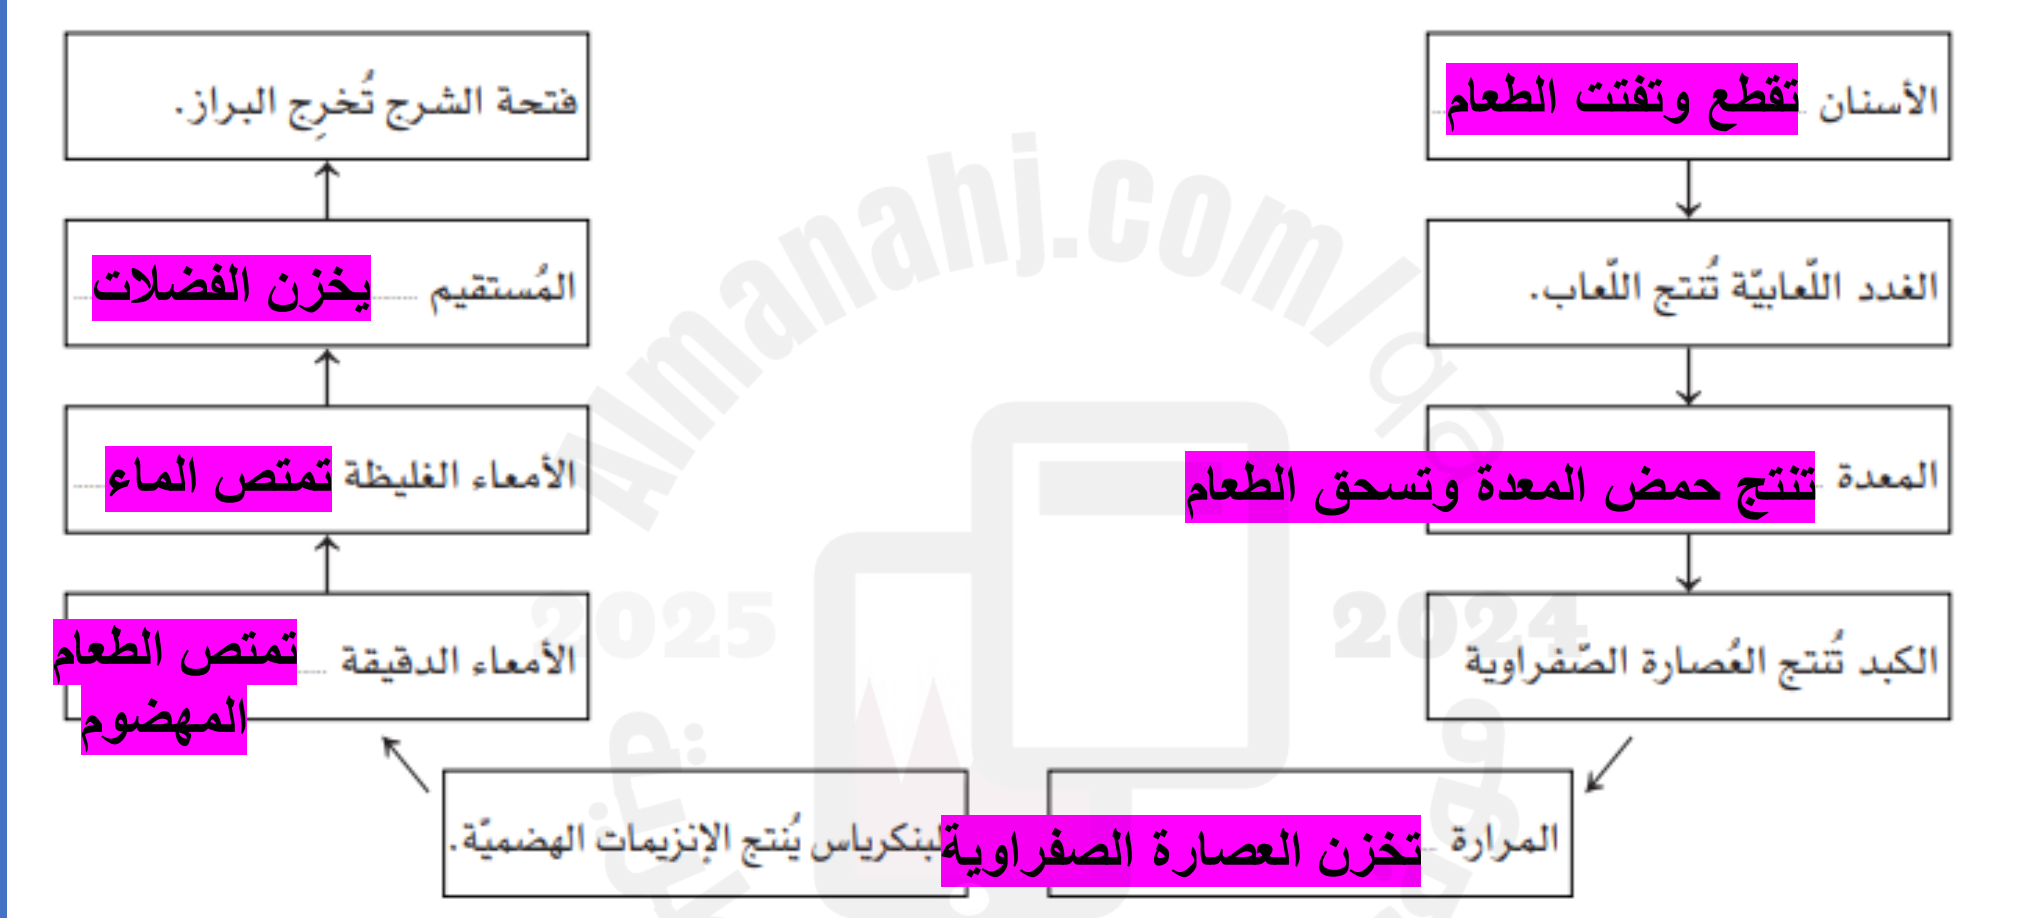 الأسنان تقطع وتفتت الطعام
الغدد اللّعابيّة تُنتج اللّعاب.
المعدة تنتج حمض المعدة وتسحق الطعام
الكبد تُنتج العُصارة الصّفراوية
المرارة تخزن العصارة الصفراوية
لبنكرياس يُنتج الإنزيمات الهضميّة.
الأمعاء الدقيقة تمتص الطعام
المهضوم
الأمعاء الغليظة تمتص الماء
المُستقيم يخزن الفضلات
فتحة الشرج تُخرِج البراز.
Almanahj.com/qa
2025
2024